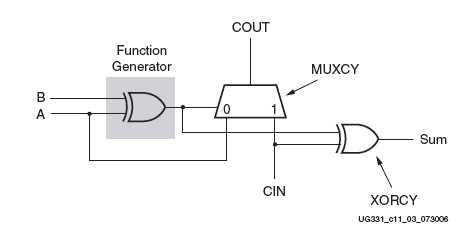 COUT
Function
Generator
MUXCY
B
A
0
1
Sum
CIN
XORCY
UG331_c11_03_073006